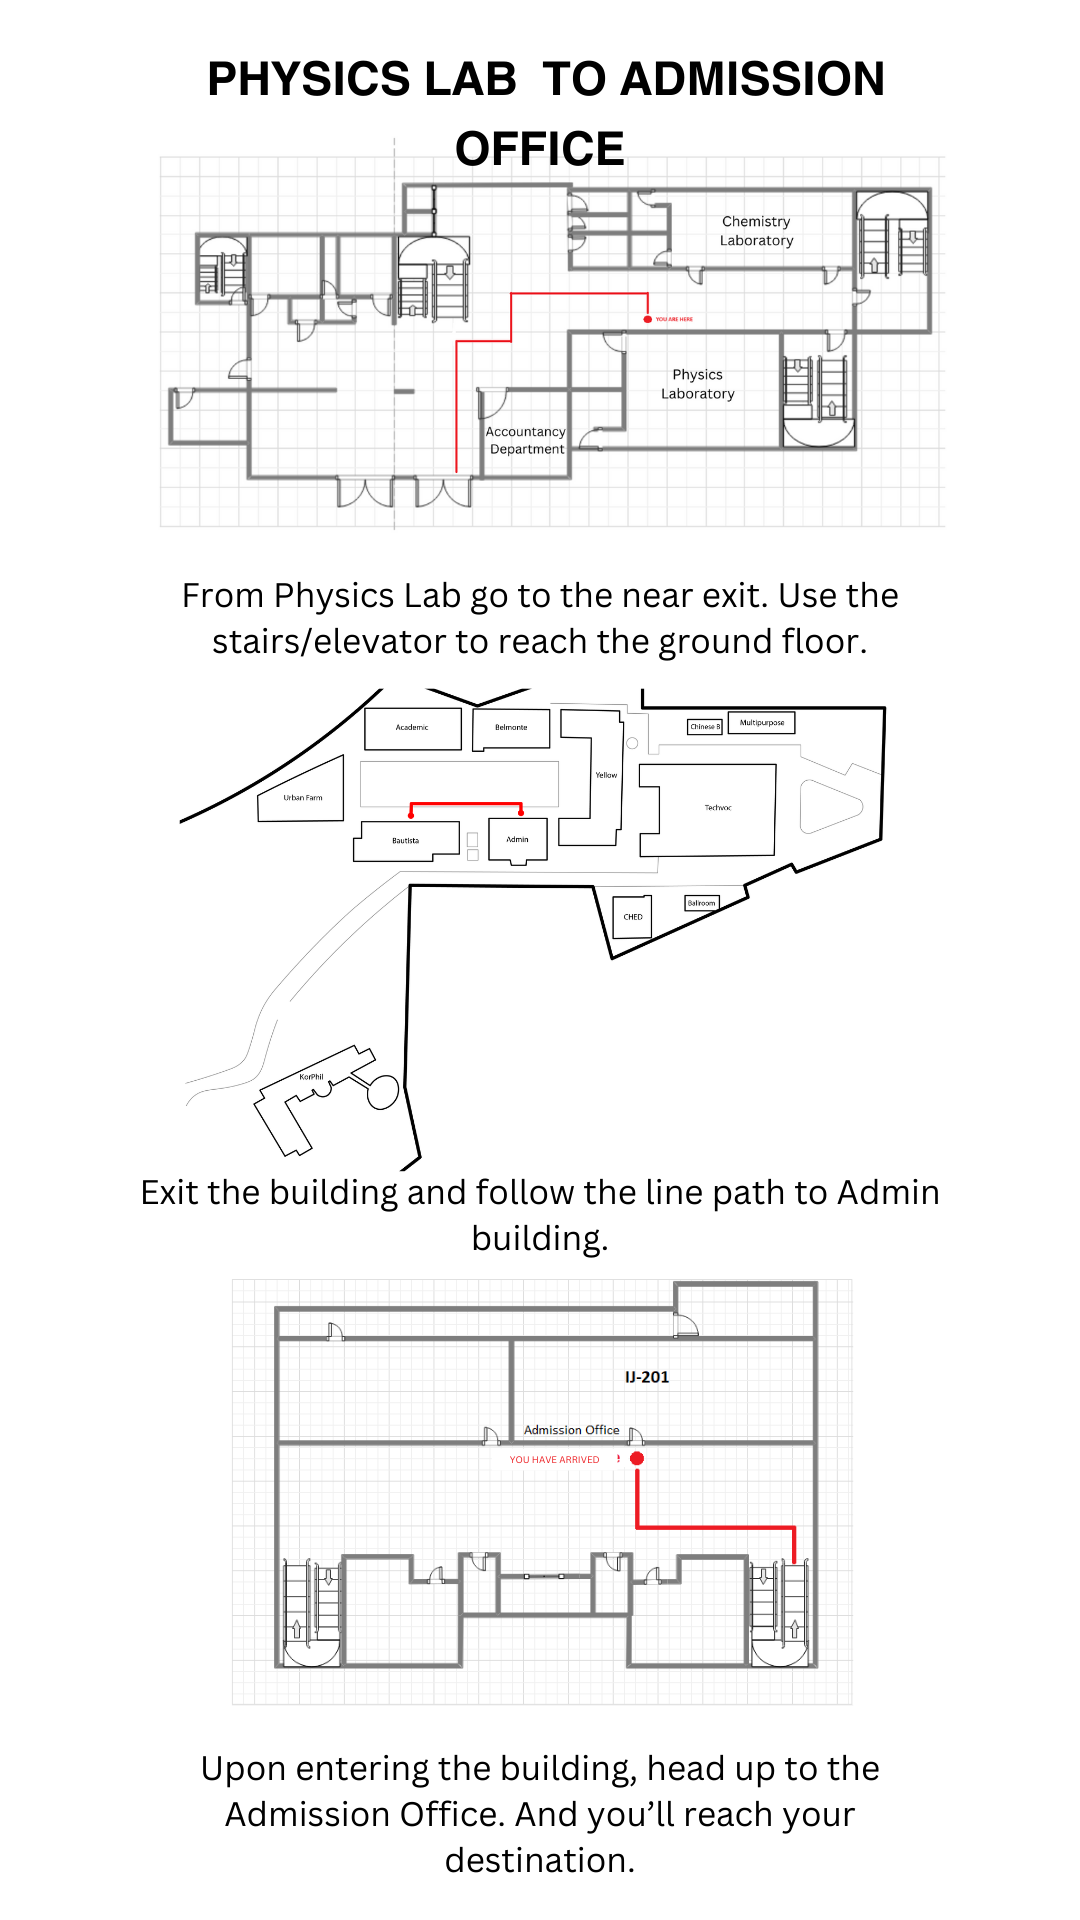 PHYSICS LAB TO ADMISSION
OFFICE
Chemistry
Laboratory
YOU ARE HERE
Physics
Laboratory
Accountancy
Department
From Physics Lab go to the near exit. Use the
stairs/elevator to reach the ground floor.
Academic
Belmonte
Chinese B
Multipurpose
Yellow
Urban Farm
Techvoc
Bautista
Admin
CHED
Ballroom
KorPhil
Exit the building and follow the line path to Admin
building.
IJ-201
Admission Office
YOU HAVE ARRIVED !
Upon entering the building, head up to the
Admission Office. And you’ll reach your
destination.